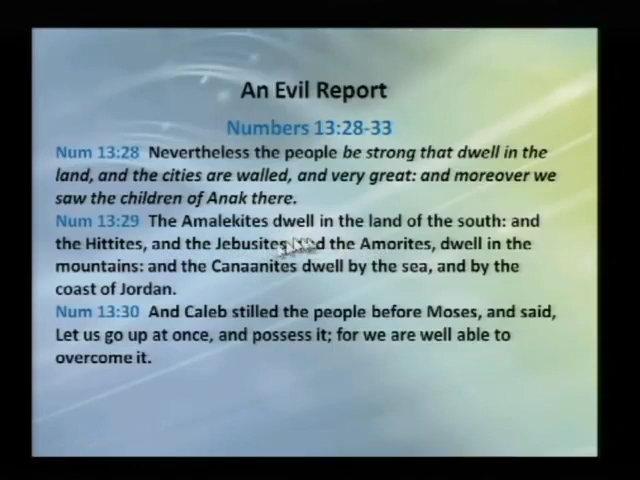 An Evil Report
Numbers 13:28-33
Num 13:28 Nevertheless the people be strong that dwell in the
land, and the cities are walled, and very great: and moreover we
saw the children of Anak there.
Num 13:29 The Amalekites dwell in the land of the south: and
the Hittites, and the Jebusites, and the Amorites, dwell in the
mountains: and the Canaanites dwell by the sea, and by the
coast of Jordan.
Num 13:30 And Caleb stilled the people before Moses, and said,
Let us go up at once, and possess it; for we are well able to
overcome it.